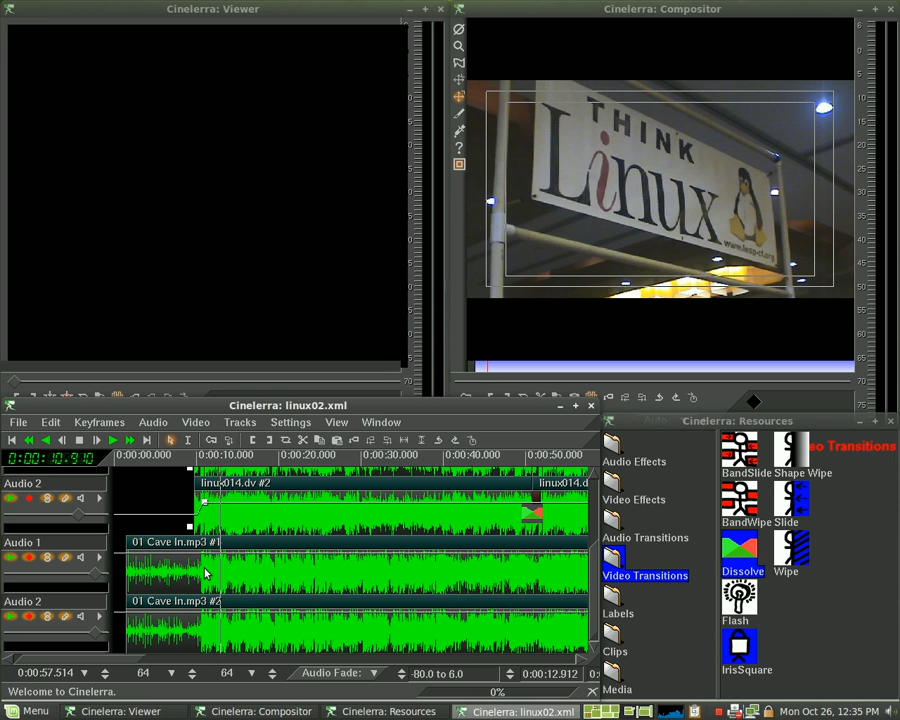 Cinelerra: Viewer
Cinelerra: Compositor
THINK
Linux
Cinelerra: linux02.xml
File Edit Keyframes Audio Video Tracks Settings View Window
0:00:10.910
0:00:00.000 0:00:10.000 0:00:20.000 0:00:30.000 0:00:40.000 0:00:50.000
Audio 2
linux014.dv #2
linux014.d
Audio 1
01 Cave In.mp3 #1
Audio 2
01 Cave In.mp3 #2
0:00:57.514 64 64 Audio Fade: -80.0 to 6.0 0:00:12.912
Welcome to Cinelerra.
0%
Cinelerra: Resources
Audio Effects
Video Effects
Audio Transitions
Video Transitions
Labels
Clips
Media
eo Transitions
BandSlide Shape Wipe
BandWipe Slide
Dissolve Wipe
Flash
IrisSquare
Menu Cinelerra: Viewer Cinelerra: Compositor Cinelerra: Resources Cinelerra: linux02.xml Mon Oct 26, 12:35 PM